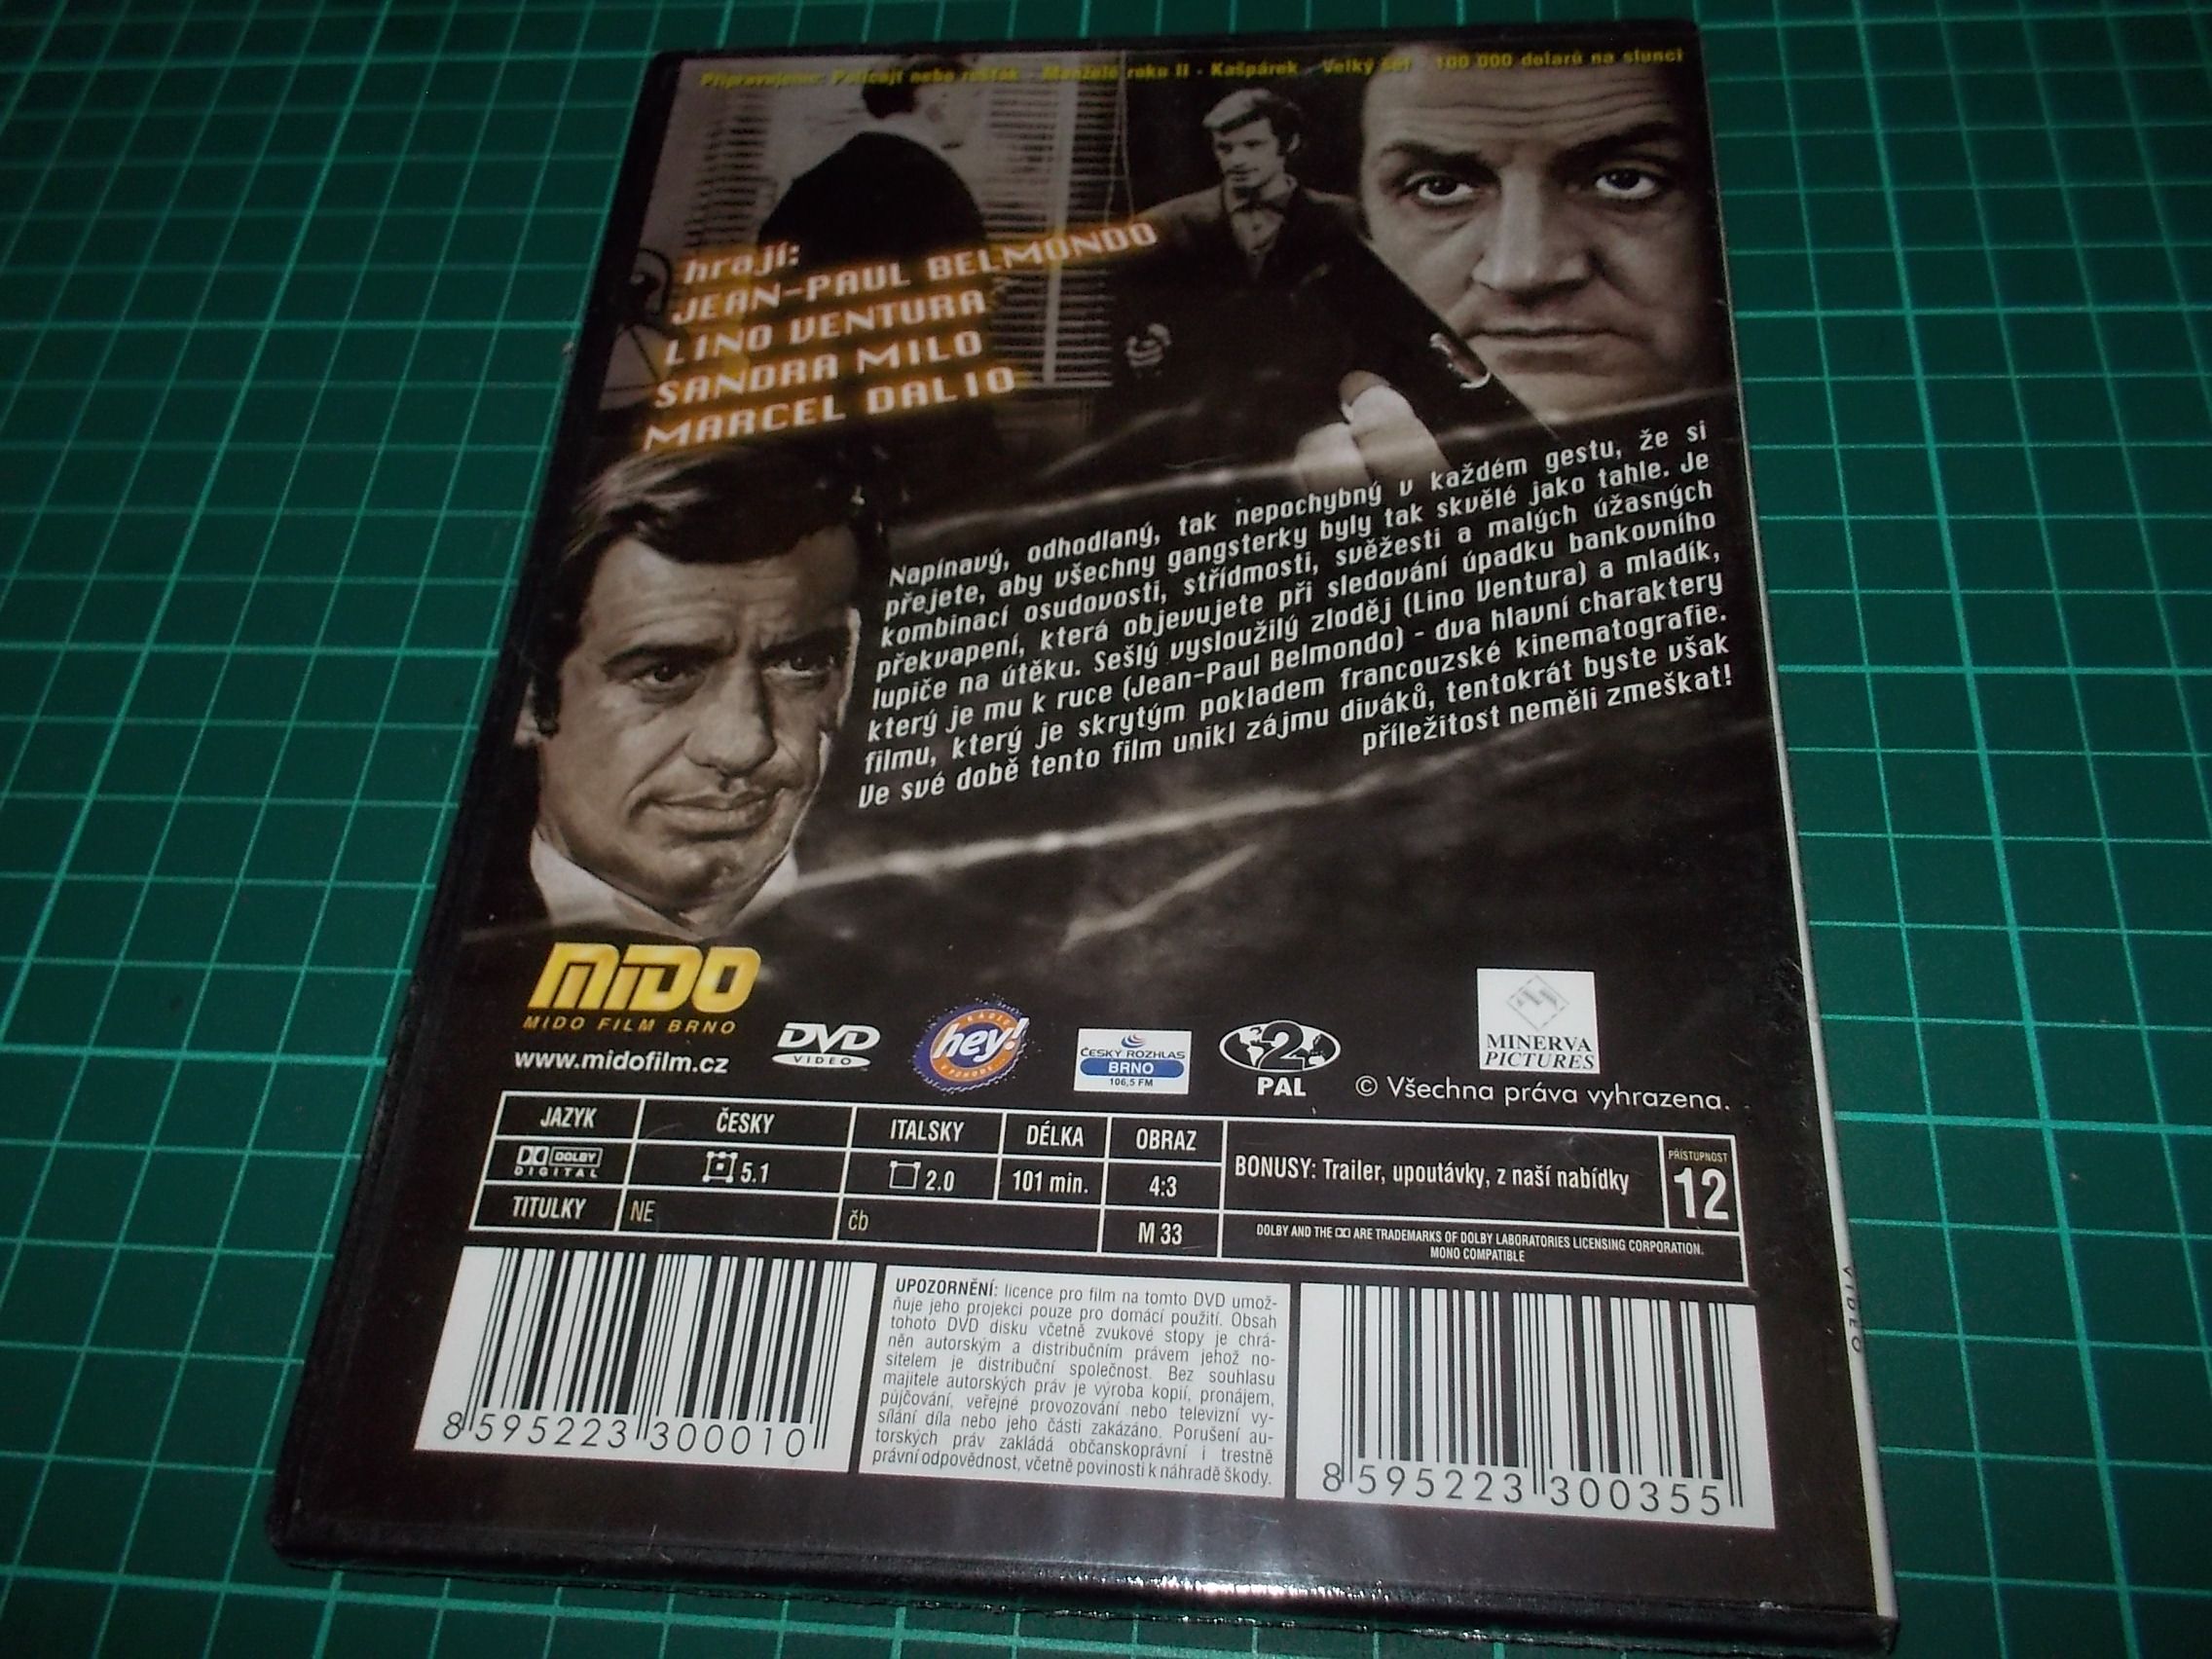 Připravujeme: Policajt nebo rošťák - Manželé roku II - Kašpárek - Velký šéf - 100 000 dolarů na slunci
hrají:
JEAN-PAUL BELMONDO
LINO VENTURA
SANDRA MILO
MARCEL DALIO
Napínavý, odhodlaný, tak nepochybný v každém gestu, že si
přejete, aby všechny gangsterky byly tak skvělé jako tahle. Je
kombinací osudovosti, střídmosti, svěžesti a malých úžasných
překvapení, která objevujete při sledování úpadku bankovního
lupiče na útěku. Sešlý vysloužilý zloděj (Lino Ventura) a mladík,
který je mu k ruce (Jean-Paul Belmondo) - dva hlavní charaktery
filmu, který je skrytým pokladem francouzské kinematografie.
Ve své době tento film unikl zájmu diváků, tentokrát byste však
příležitost neměli zmeškat!
MIDO
MIDO FILM BRNO
www.midofilm.cz
DVD
VIDEO
RADIO
hey!
ČESKÝ ROZHLAS
BRNO
106,5 FM
2
PAL
MINERVA
PICTURES
© Všechna práva vyhrazena.
JAZYK ČESKY ITALSKY DÉLKA OBRAZ
DOLBY
DIGITAL
5.1 2.0 101 min. 4:3
BONUSY: Trailer, upoutávky, z naší nabídky
PŘÍSTUPNOST
12
TITULKY NE čb M 33
DOLBY AND THE ARE TRADEMARKS OF DOLBY LABORATORIES LICENSING CORPORATION.
MONO COMPATIBLE
8 595223 300010
UPOZORNĚNÍ: licence pro film na tomto DVD umož-
ňuje jeho projekci pouze pro domácí použití. Obsah
tohoto DVD disku včetně zvukové stopy je chrá-
něn autorským a distribučním právem jehož no-
sitelem je distribuční společnost. Bez souhlasu
majitele autorských práv je výroba kopií, pronájem,
půjčování, veřejné provozování nebo televizní vy-
sílání díla nebo jeho části zakázáno. Porušení au-
torských práv zakládá občanskoprávní i trestně
právní odpovědnost, včetně povinosti k náhradě škody.
8 595223 300355
VIDEO